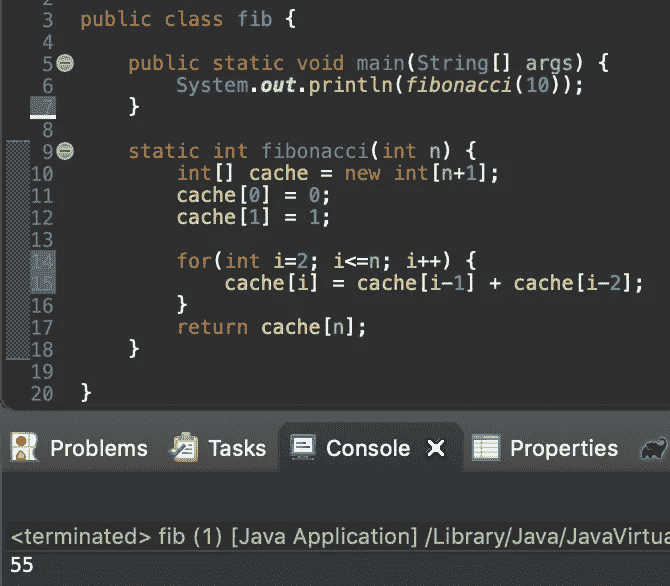 3 public class fib {
4
5 public static void main(String[] args) {
6 System.out.println(fibonacci(10));
7 }
8
9 static int fibonacci(int n) {
10 int[] cache = new int[n+1];
11 cache[0] = 0;
12 cache[1] = 1;
13
14 for(int i=2; i<=n; i++) {
15 cache[i] = cache[i-1] + cache[i-2];
16 }
17 return cache[n];
18 }
19
20 }
Problems Tasks Console X Properties
<terminated> fib (1) [Java Application] /Library/Java/JavaVirtua
55